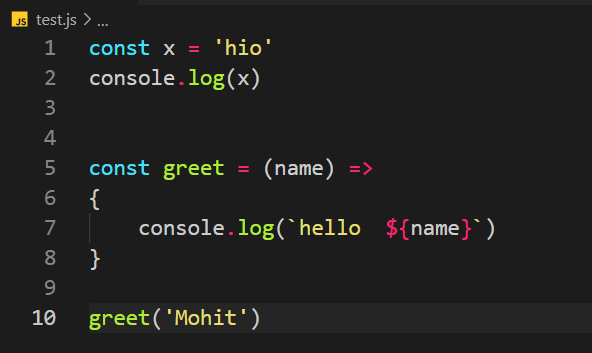 JS test.js > ...
1 const x = 'hio'
2 console.log(x)
3
4
5 const greet = (name) =>
6 {
7     console.log(`hello  ${name}`)
8 }
9
10 greet('Mohit')